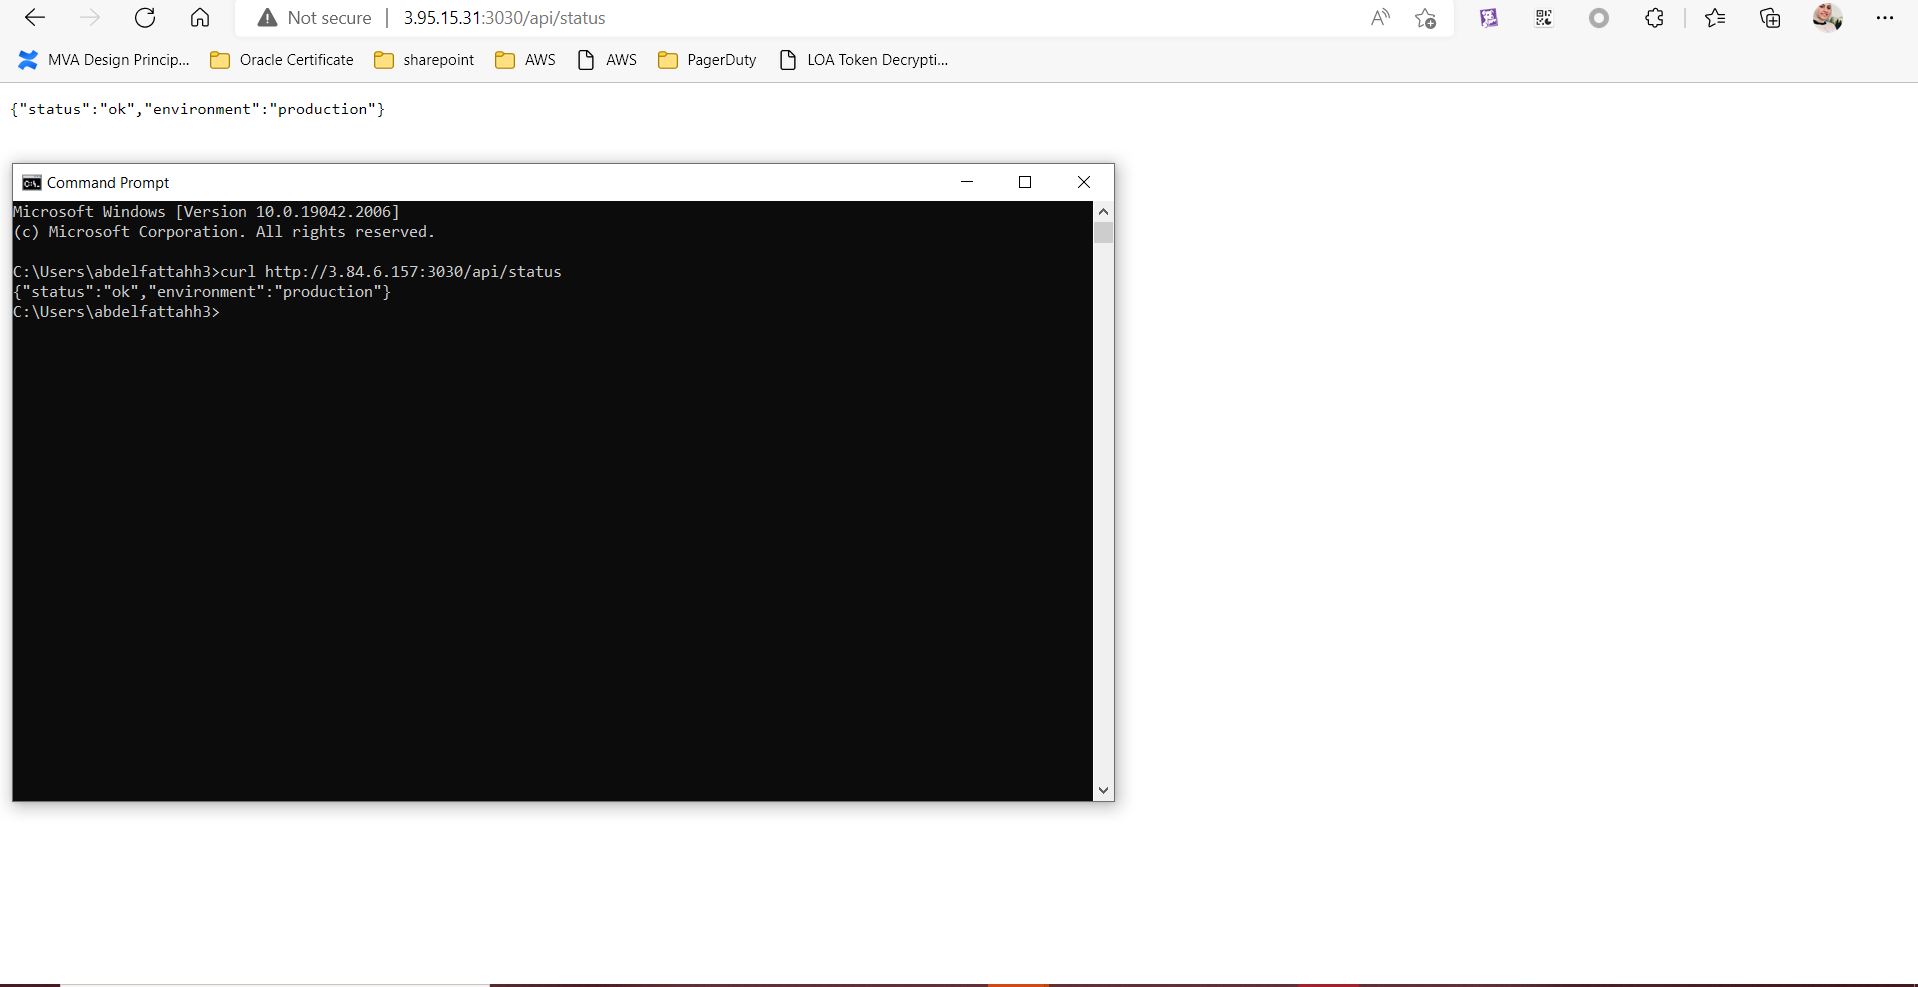 Not secure | 3.95.15.31:3030/api/status
MVA Design Princip... Oracle Certificate sharepoint AWS AWS PagerDuty LOA Token Decrypti...
{"status":"ok","environment":"production"}
Command Prompt
Microsoft Windows [Version 10.0.19042.2006]
(c) Microsoft Corporation. All rights reserved.
C:\Users\abdelfattahh3>curl http://3.84.6.157:3030/api/status
{"status":"ok","environment":"production"}
C:\Users\abdelfattahh3>